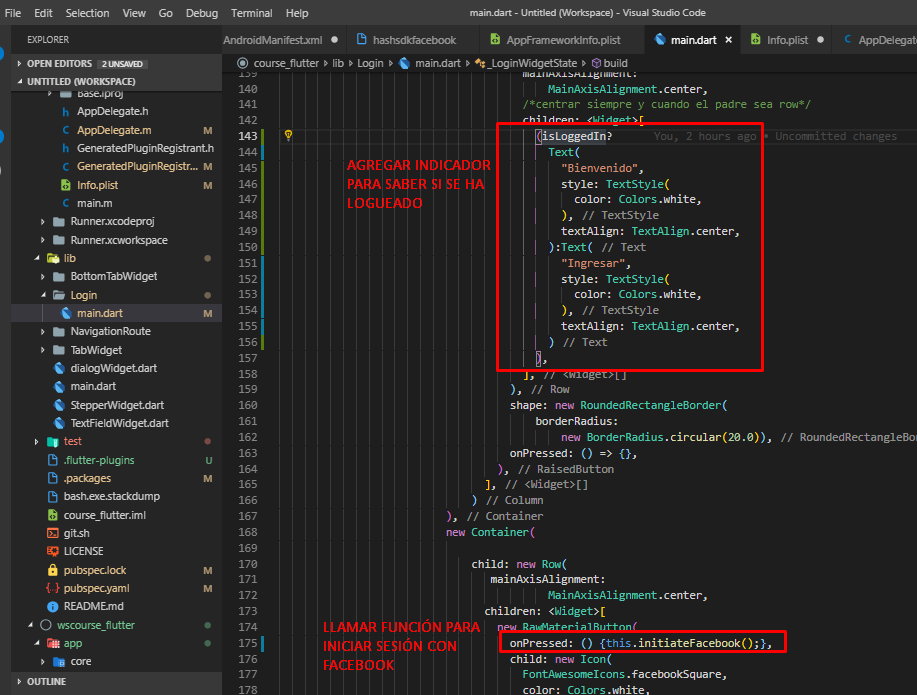 File Edit Selection View Go Debug Terminal Help main.dart - Untitled (Workspace) - Visual Studio Code
EXPLORER
OPEN EDITORS 2 UNSAVED
UNTITLED (WORKSPACE)
Base.lproj
AppDelegate.h
AppDelegate.m M
GeneratedPluginRegistrant.h
GeneratedPluginRegistr... M
Info.plist M
main.m
Runner.xcodeproj
Runner.xcworkspace
lib
BottomTabWidget
Login
main.dart M
NavigationRoute
TabWidget
dialogWidget.dart
main.dart
StepperWidget.dart
TextFieldWidget.dart
test
.flutter-plugins U
.packages M
bash.exe.stackdump
course_flutter.iml
git.sh
LICENSE
pubspec.lock M
pubspec.yaml M
README.md
wscourse_flutter
app
core
OUTLINE
AndroidManifest.xml hashsdkfacebook AppFrameworkInfo.plist main.dart Info.plist AppDelegate
course_flutter lib Login main.dart _LoginWidgetState build
139 mainAxisAlignment:
140 MainAxisAlignment.center,
141 /*centrar siempre y cuando el padre sea row*/
142 children: <Widget>[
143 (isLoggedIn? You, 2 hours ago • Uncommitted changes
144 Text(
145 "Bienvenido",
146 style: TextStyle(
147 color: Colors.white,
148 ), // TextStyle
149 textAlign: TextAlign.center,
150 ):Text( // Text
151 "Ingresar",
152 style: TextStyle(
153 color: Colors.white,
154 ), // TextStyle
155 textAlign: TextAlign.center,
156 ) // Text
157 ),
158 ], // <Widget>[]
159 ), // Row
160 shape: new RoundedRectangleBorder(
161 borderRadius:
162 new BorderRadius.circular(20.0)), // RoundedRectangleBor
163 onPressed: () => {},
164 ), // RaisedButton
165 ], // <Widget>[]
166 ) // Column
167 ), // Container
168 new Container(
169
170 child: new Row(
171 mainAxisAlignment:
172 MainAxisAlignment.center,
173 children: <Widget>[
174 new RawMaterialButton(
175 onPressed: () {this.initiateFacebook();},
176 child: new Icon(
177 FontAwesomeIcons.facebookSquare,
178 color: Colors.white,
AGREGAR INDICADOR
PARA SABER SI SE HA
LOGUEADO
LLAMAR FUNCIÓN PARA
INICIAR SESIÓN CON
FACEBOOK